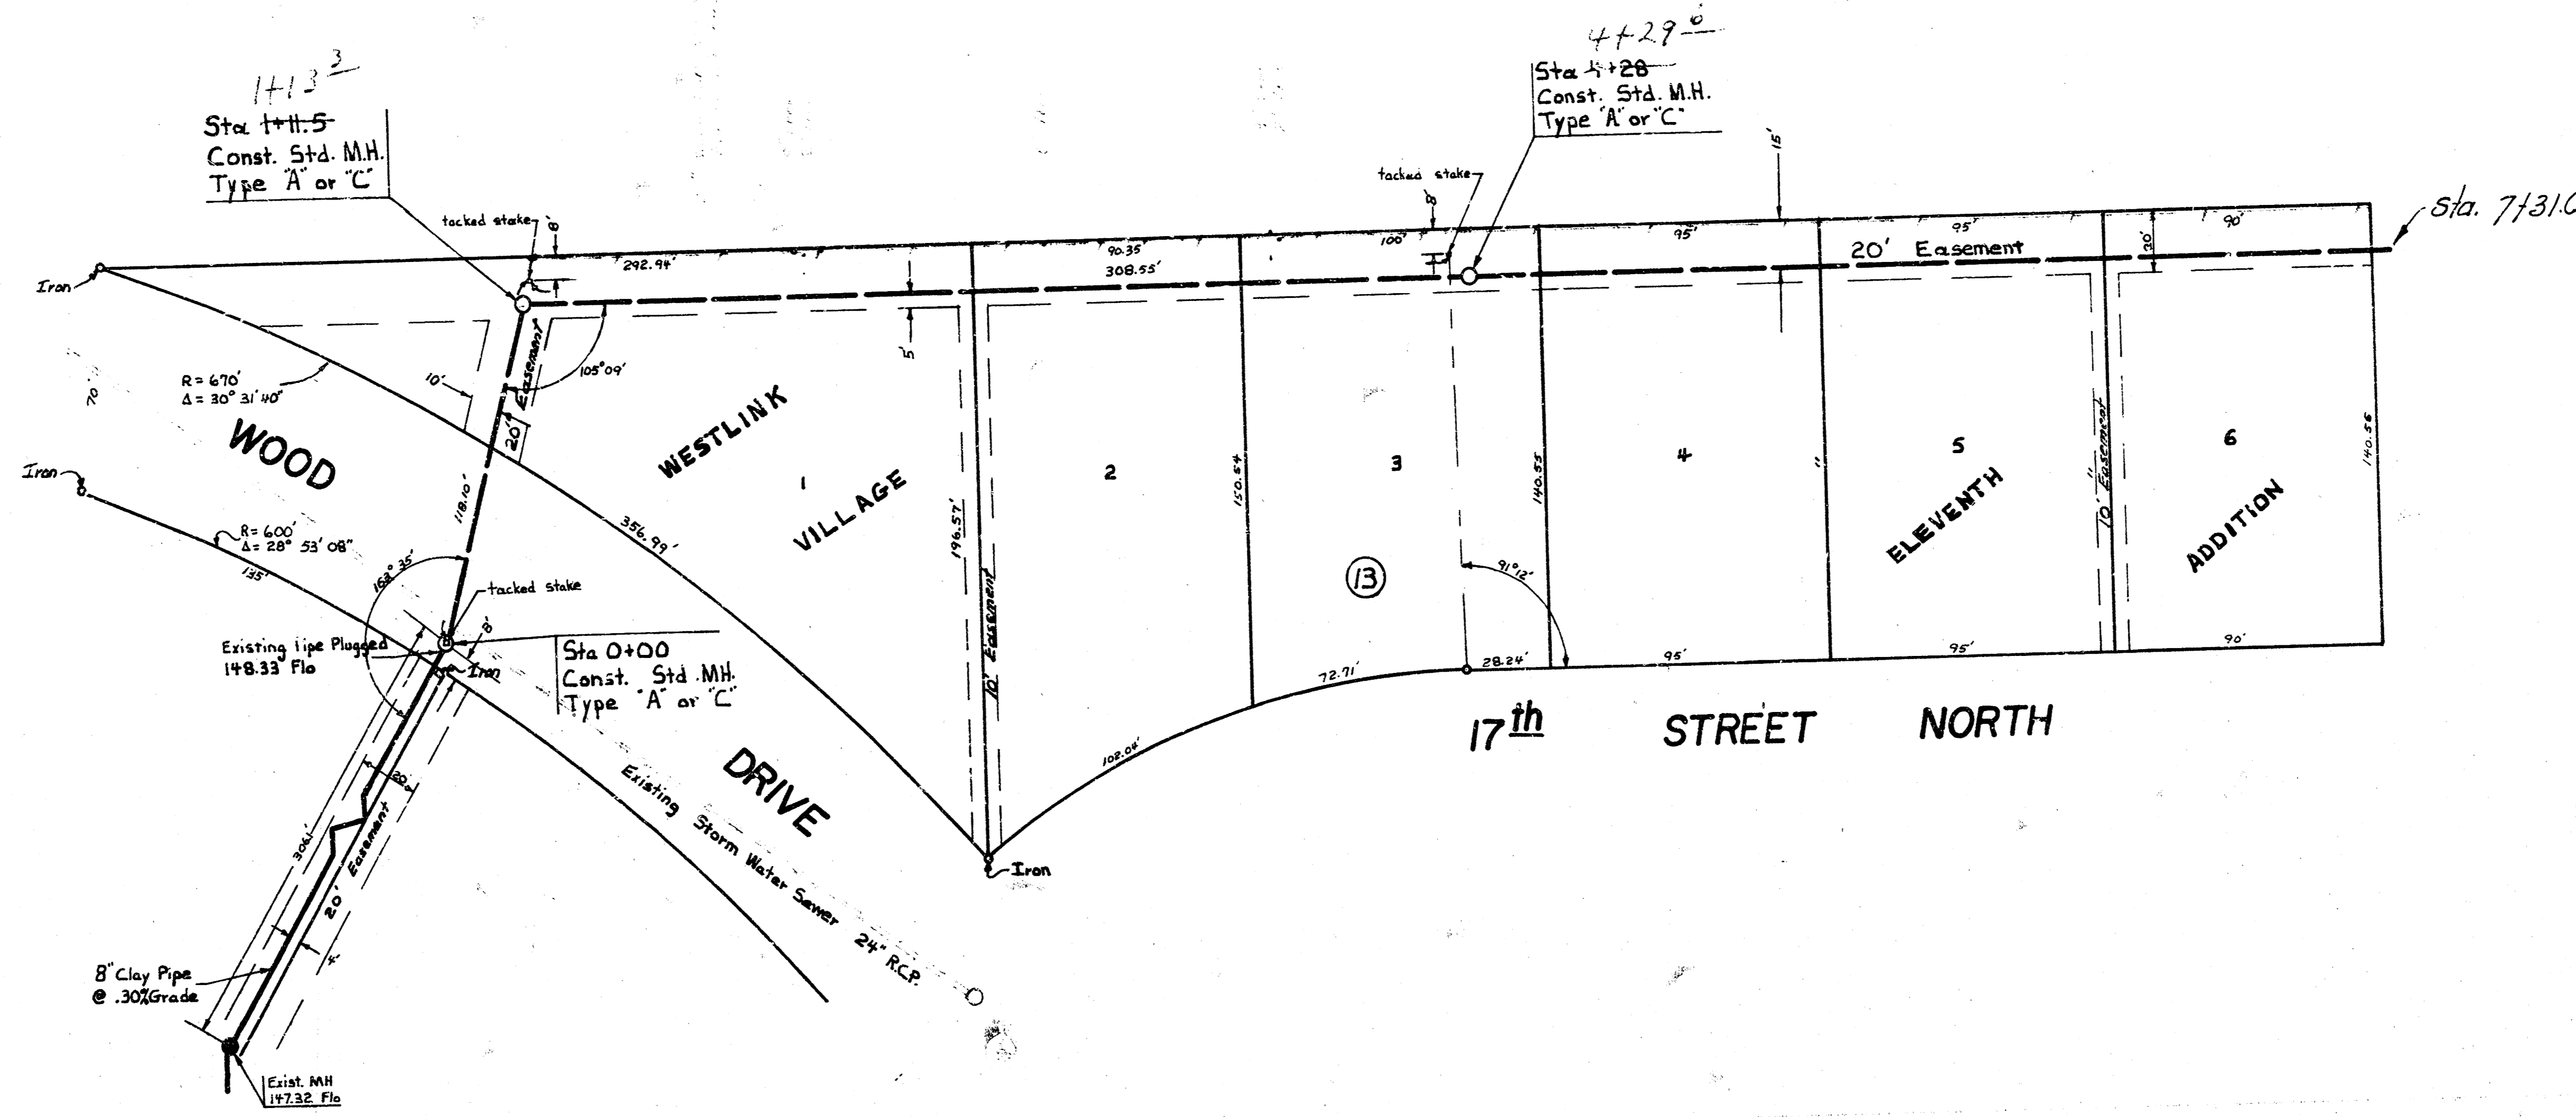 1+13 3
Sta 1+11.5
Const. Std. M.H.
Type "A" or "C"
4+29 6
Sta 4+28
Const. Std. M.H.
Type "A" or "C"
tacked stake
8'
tacked stake
8'
15'
Sta. 7+31.0
Iron
292.94'
90.35'
308.55'
100'
95'
95'
90'
20' Easement
20'
5'
105°09'
20' Easement
10'
R = 670'
Δ = 30° 31' 40"
70'
WOOD
DRIVE
Iron
R = 600'
Δ = 28° 53' 08"
135'
118.10'
356.99'
WESTLINK
VILLAGE
ELEVENTH
ADDITION
1
2
3
4
5
6
13
196.57'
10' Easement
150.54
140.55
"
"
10' Easement
140.56
163° 35'
tacked stake
8'
Existing Pipe Plugged
148.33 Flo
Iron
Sta 0+00
Const. Std. M.H.
Type "A" or "C"
91°12'
72.71'
28.24'
95'
95'
90'
102.04'
17th STREET NORTH
Iron
Existing Storm Water Sewer 24" R.C.P.
20'
306.1'
20' Easement
4'
8" Clay Pipe
@ .30% Grade
Exist. MH
147.32 Flo